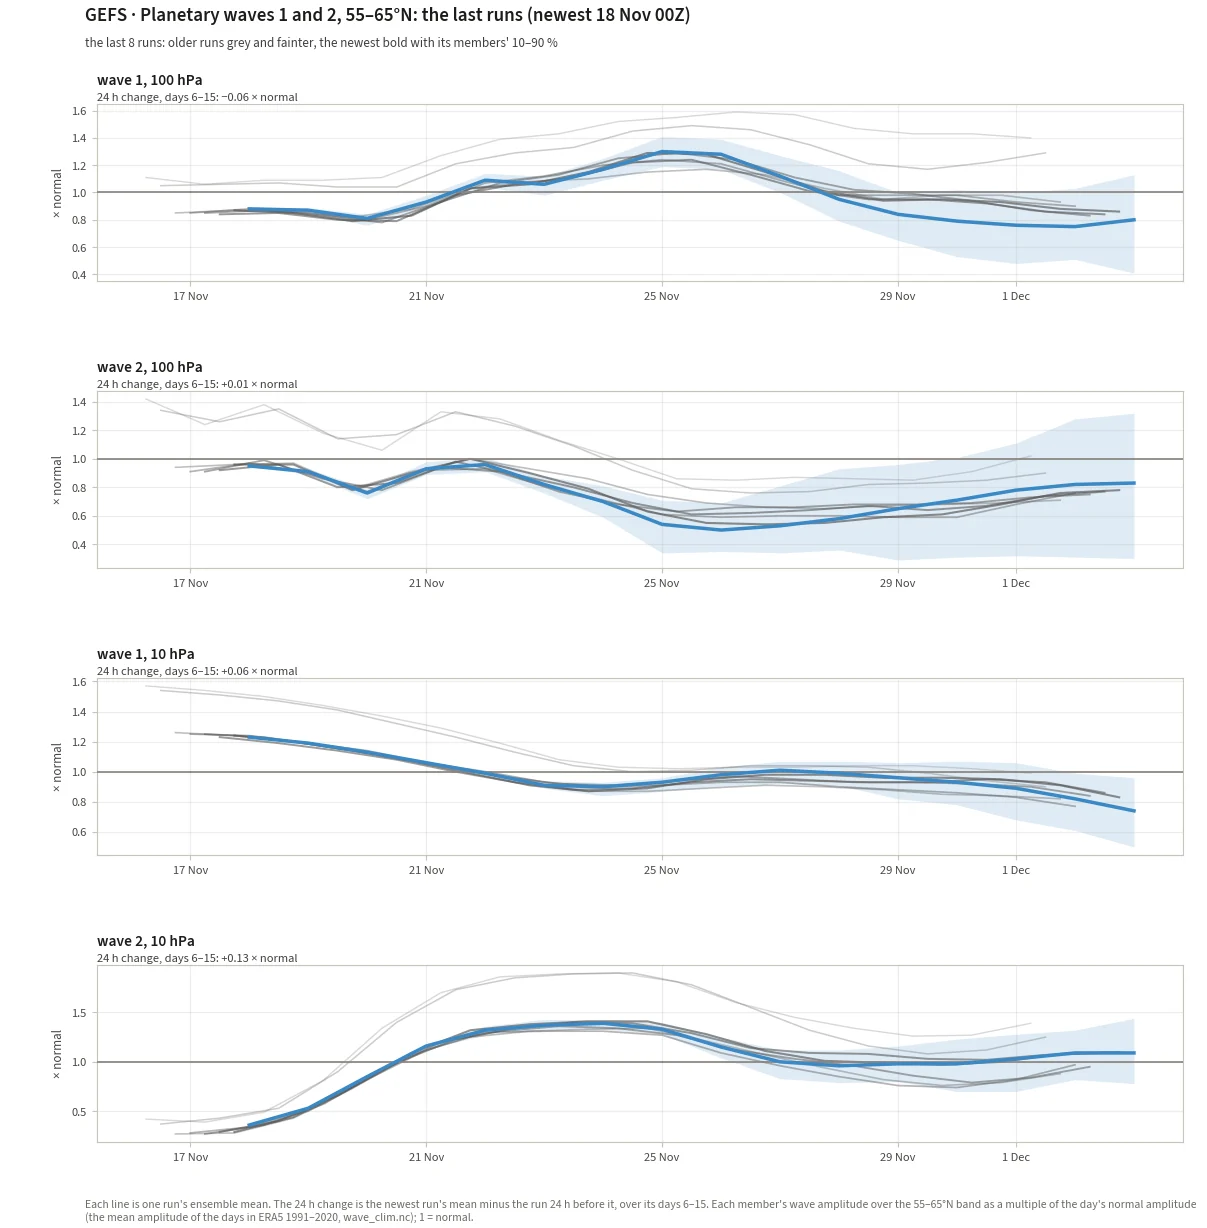 GEFS · Planetary waves 1 and 2, 55–65°N: the last runs (newest 18 Nov 00Z)
the last 8 runs: older runs grey and fainter, the newest bold with its members' 10–90 %
wave 1, 100 hPa
24 h change, days 6–15: −0.06 × normal
1.6
1.4
1.2
1.0
0.8
0.6
0.4
× normal
17 Nov
21 Nov
25 Nov
29 Nov
1 Dec
wave 2, 100 hPa
24 h change, days 6–15: +0.01 × normal
1.4
1.2
1.0
0.8
0.6
0.4
× normal
17 Nov
21 Nov
25 Nov
29 Nov
1 Dec
wave 1, 10 hPa
24 h change, days 6–15: +0.06 × normal
1.6
1.4
1.2
1.0
0.8
0.6
× normal
17 Nov
21 Nov
25 Nov
29 Nov
1 Dec
wave 2, 10 hPa
24 h change, days 6–15: +0.13 × normal
1.5
1.0
0.5
× normal
17 Nov
21 Nov
25 Nov
29 Nov
1 Dec
Each line is one run's ensemble mean. The 24 h change is the newest run's mean minus the run 24 h before it, over its days 6–15. Each member's wave amplitude over the 55–65°N band as a multiple of the day's normal amplitude
(the mean amplitude of the days in ERA5 1991–2020, wave_clim.nc); 1 = normal.